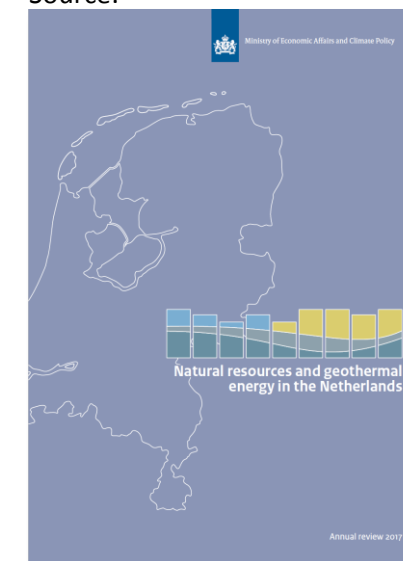 Source:
Ministry of Economic Affairs and Climate Policy
Natural resources and geothermal
energy in the Netherlands
Annual review 2017